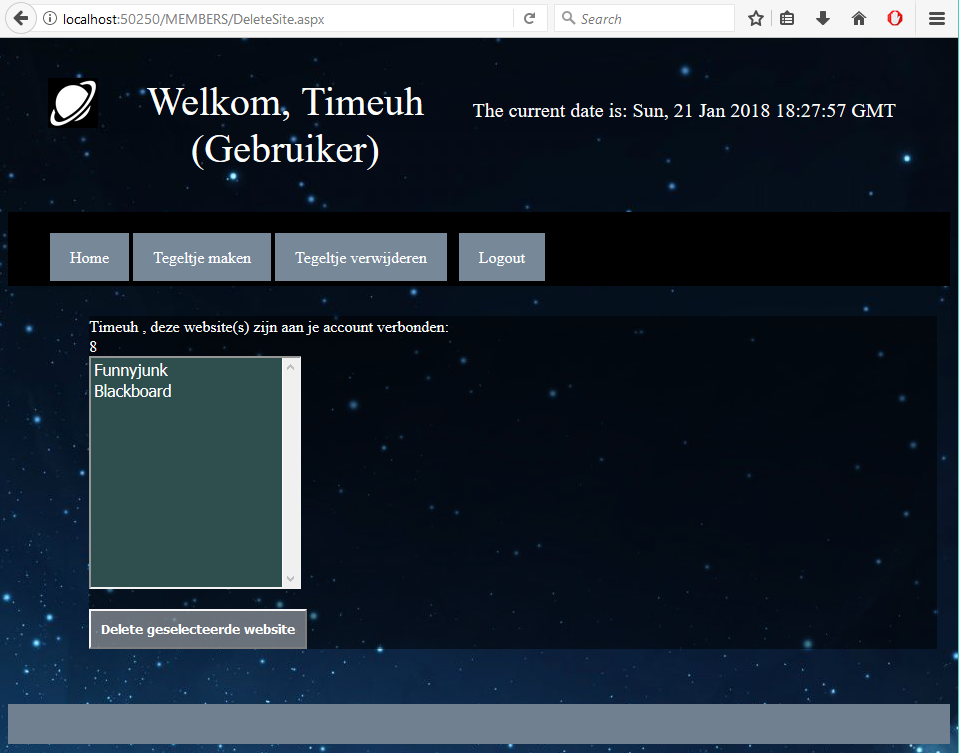 localhost:50250/MEMBERS/DeleteSite.aspx
Search
Welkom, Timeuh
(Gebruiker)
The current date is: Sun, 21 Jan 2018 18:27:57 GMT
Home
Tegeltje maken
Tegeltje verwijderen
Logout
Timeuh , deze website(s) zijn aan je account verbonden:
8
Funnyjunk
Blackboard
Delete geselecteerde website